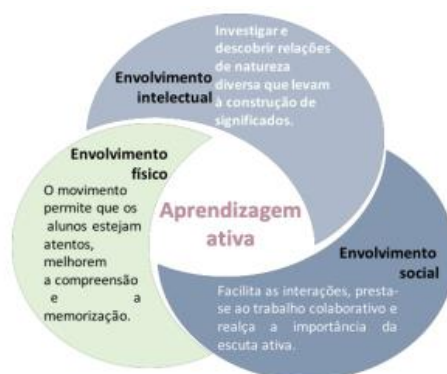 Envolvimento
intelectual
Investigar e
descobrir relações
de natureza
diversa que levam
à construção de
significados.
Envolvimento
físico
O movimento
permite que os
alunos estejam
atentos,
melhorem
a compreensão
e a
memorização.
Aprendizagem
ativa
Envolvimento
social
Facilita as interações, presta-
se ao trabalho colaborativo e
realça a importância da
escuta ativa.